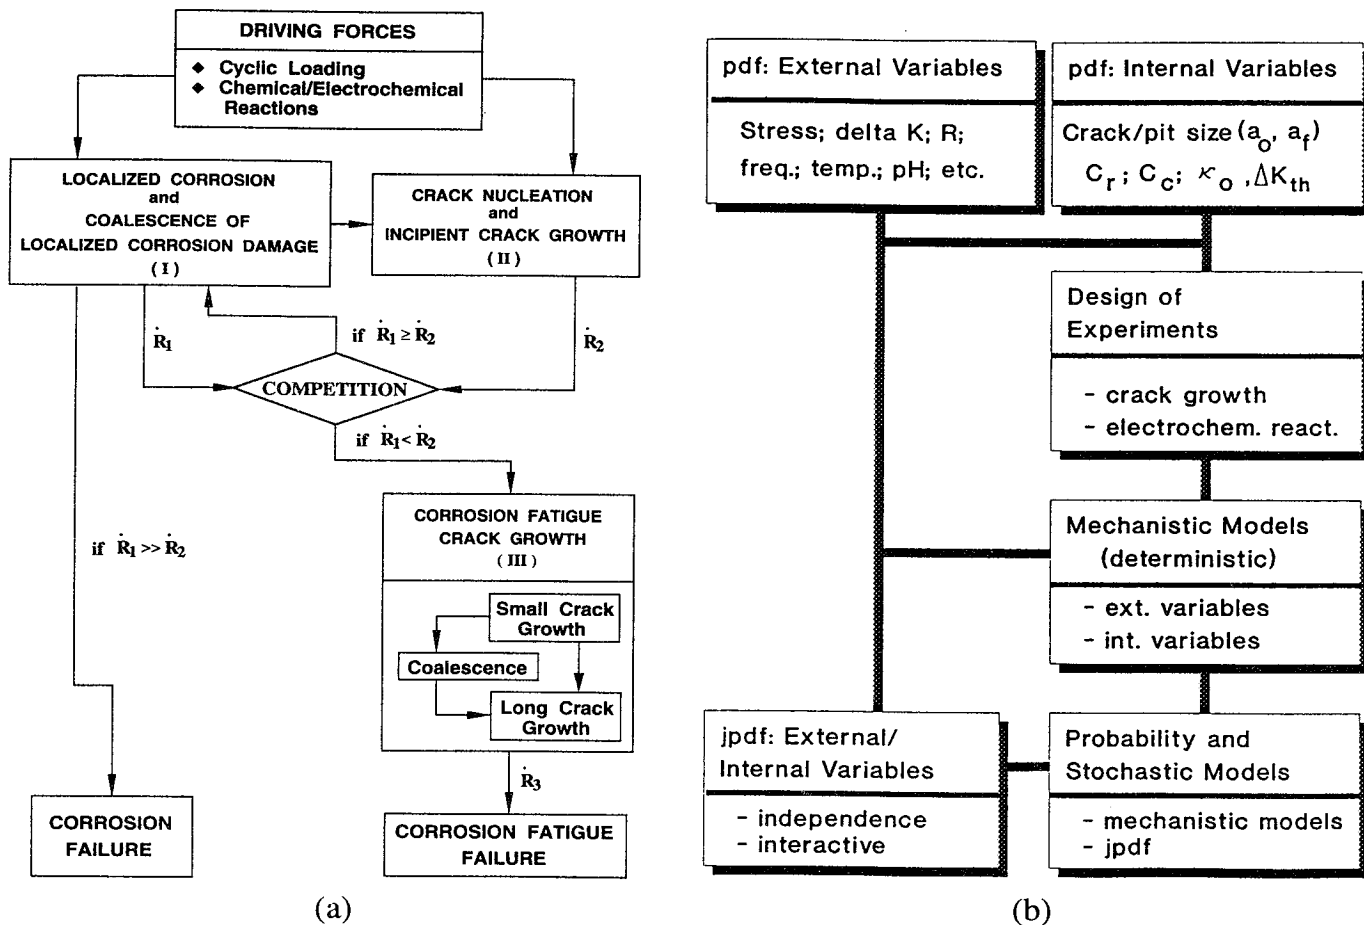 DRIVING FORCES
◆ Cyclic Loading
◆ Chemical/Electrochemical
Reactions
LOCALIZED CORROSION
and
COALESCENCE OF
LOCALIZED CORROSION DAMAGE
( I )
CRACK NUCLEATION
and
INCIPIENT CRACK GROWTH
( II )
Ṙ1
if Ṙ1 ≥ Ṙ2
Ṙ2
COMPETITION
if Ṙ1 < Ṙ2
if Ṙ1 >> Ṙ2
CORROSION FATIGUE
CRACK GROWTH
( III )
Small Crack
Growth
Coalescence
Long Crack
Growth
Ṙ3
CORROSION
FAILURE
CORROSION FATIGUE
FAILURE
(a)
pdf: External Variables
Stress; delta K; R;
freq.; temp.; pH; etc.
pdf: Internal Variables
Crack/pit size (ao, af)
Cr; Cc; κo, ΔKth
Design of
Experiments
- crack growth
- electrochem. react.
Mechanistic Models
(deterministic)
- ext. variables
- int. variables
jpdf: External/
Internal Variables
- independence
- interactive
Probability and
Stochastic Models
- mechanistic models
- jpdf
(b)